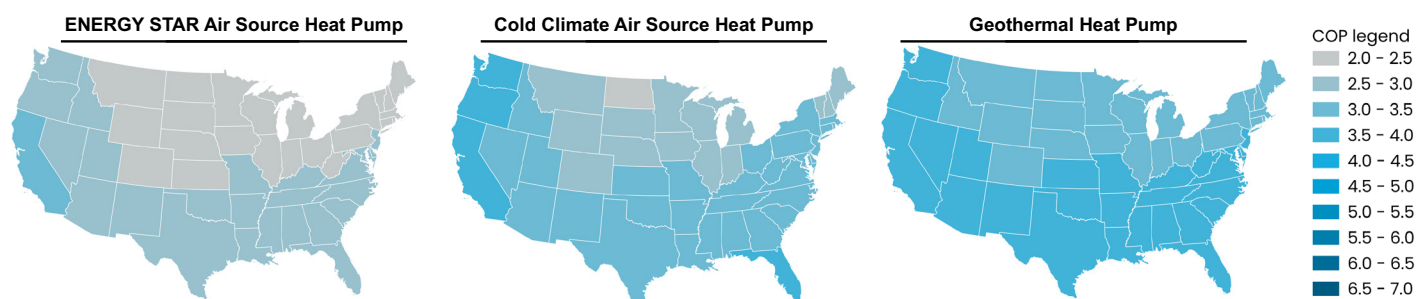 ENERGY STAR Air Source Heat Pump
Cold Climate Air Source Heat Pump
Geothermal Heat Pump
COP legend
2.0 - 2.5
2.5 - 3.0
3.0 - 3.5
3.5 - 4.0
4.0 - 4.5
4.5 - 5.0
5.0 - 5.5
5.5 - 6.0
6.0 - 6.5
6.5 - 7.0